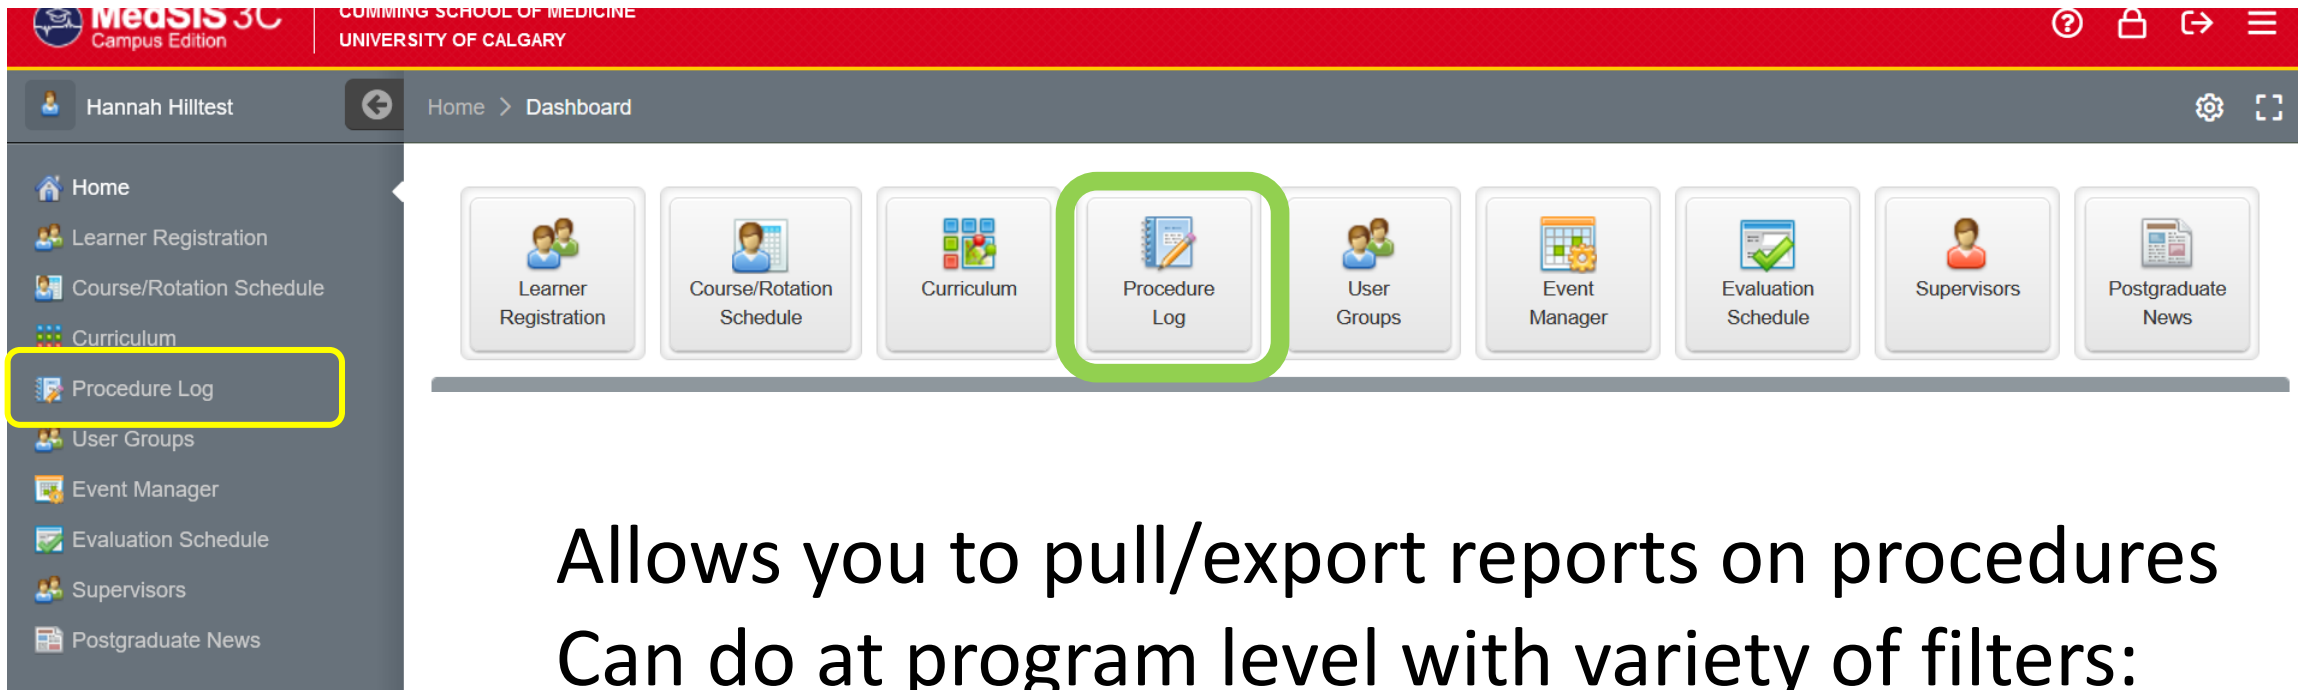 MedSIS 3C
Campus Edition
CUMMING SCHOOL OF MEDICINE
UNIVERSITY OF CALGARY
Hannah Hilltest
Home > Dashboard
Home
Learner Registration
Course/Rotation Schedule
Curriculum
Procedure Log
User Groups
Event Manager
Evaluation Schedule
Supervisors
Postgraduate News
Learner
Registration
Course/Rotation
Schedule
Curriculum
Procedure
Log
User
Groups
Event
Manager
Evaluation
Schedule
Supervisors
Postgraduate
News
Allows you to pull/export reports on procedures
Can do at program level with variety of filters: